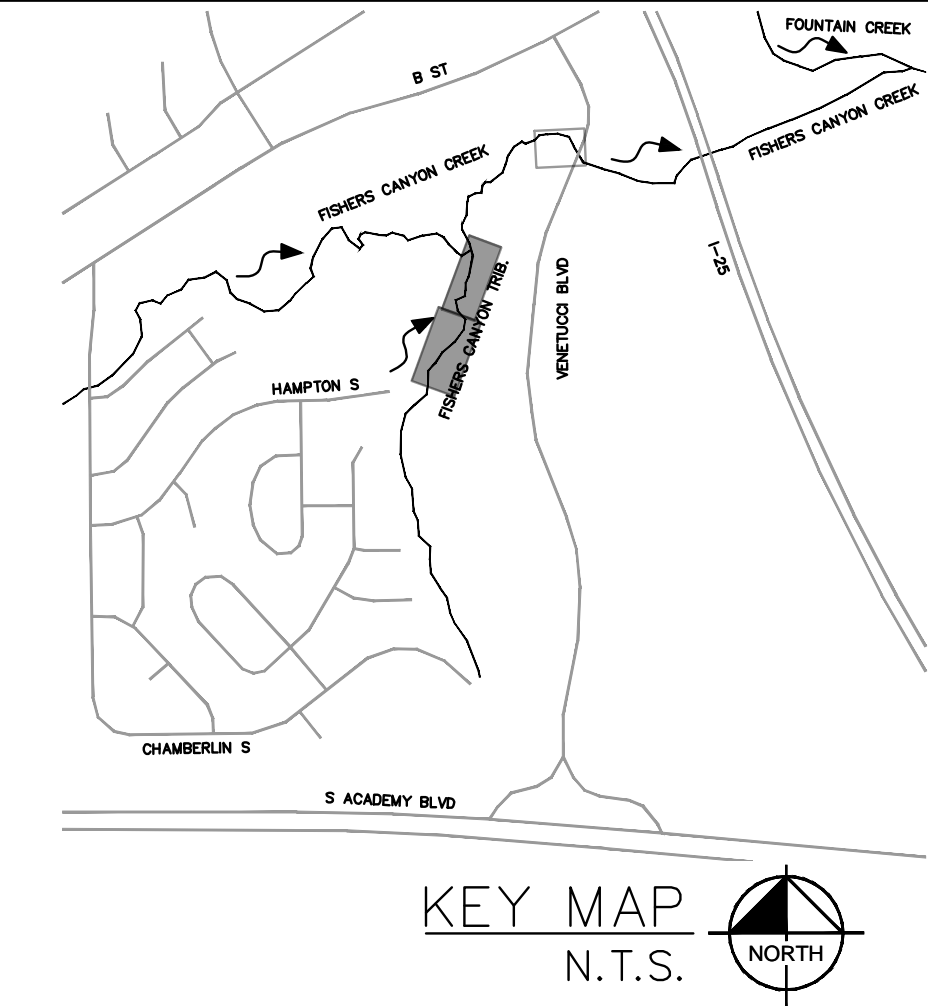 FOUNTAIN CREEK
B ST
FISHERS CANYON CREEK
FISHERS CANYON CREEK
I-25
FISHERS CANYON TRIB.
VENETUCCI BLVD
HAMPTON S
CHAMBERLIN S
S ACADEMY BLVD
KEY MAP
N.T.S.
NORTH